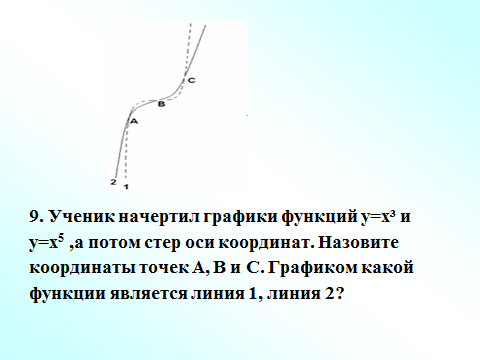 C
B
A
2
1
9. Ученик начертил графики функций у=х³ и
у=х⁵ ,а потом стер оси координат. Назовите
координаты точек А, В и С. Графиком какой
функции является линия 1, линия 2?